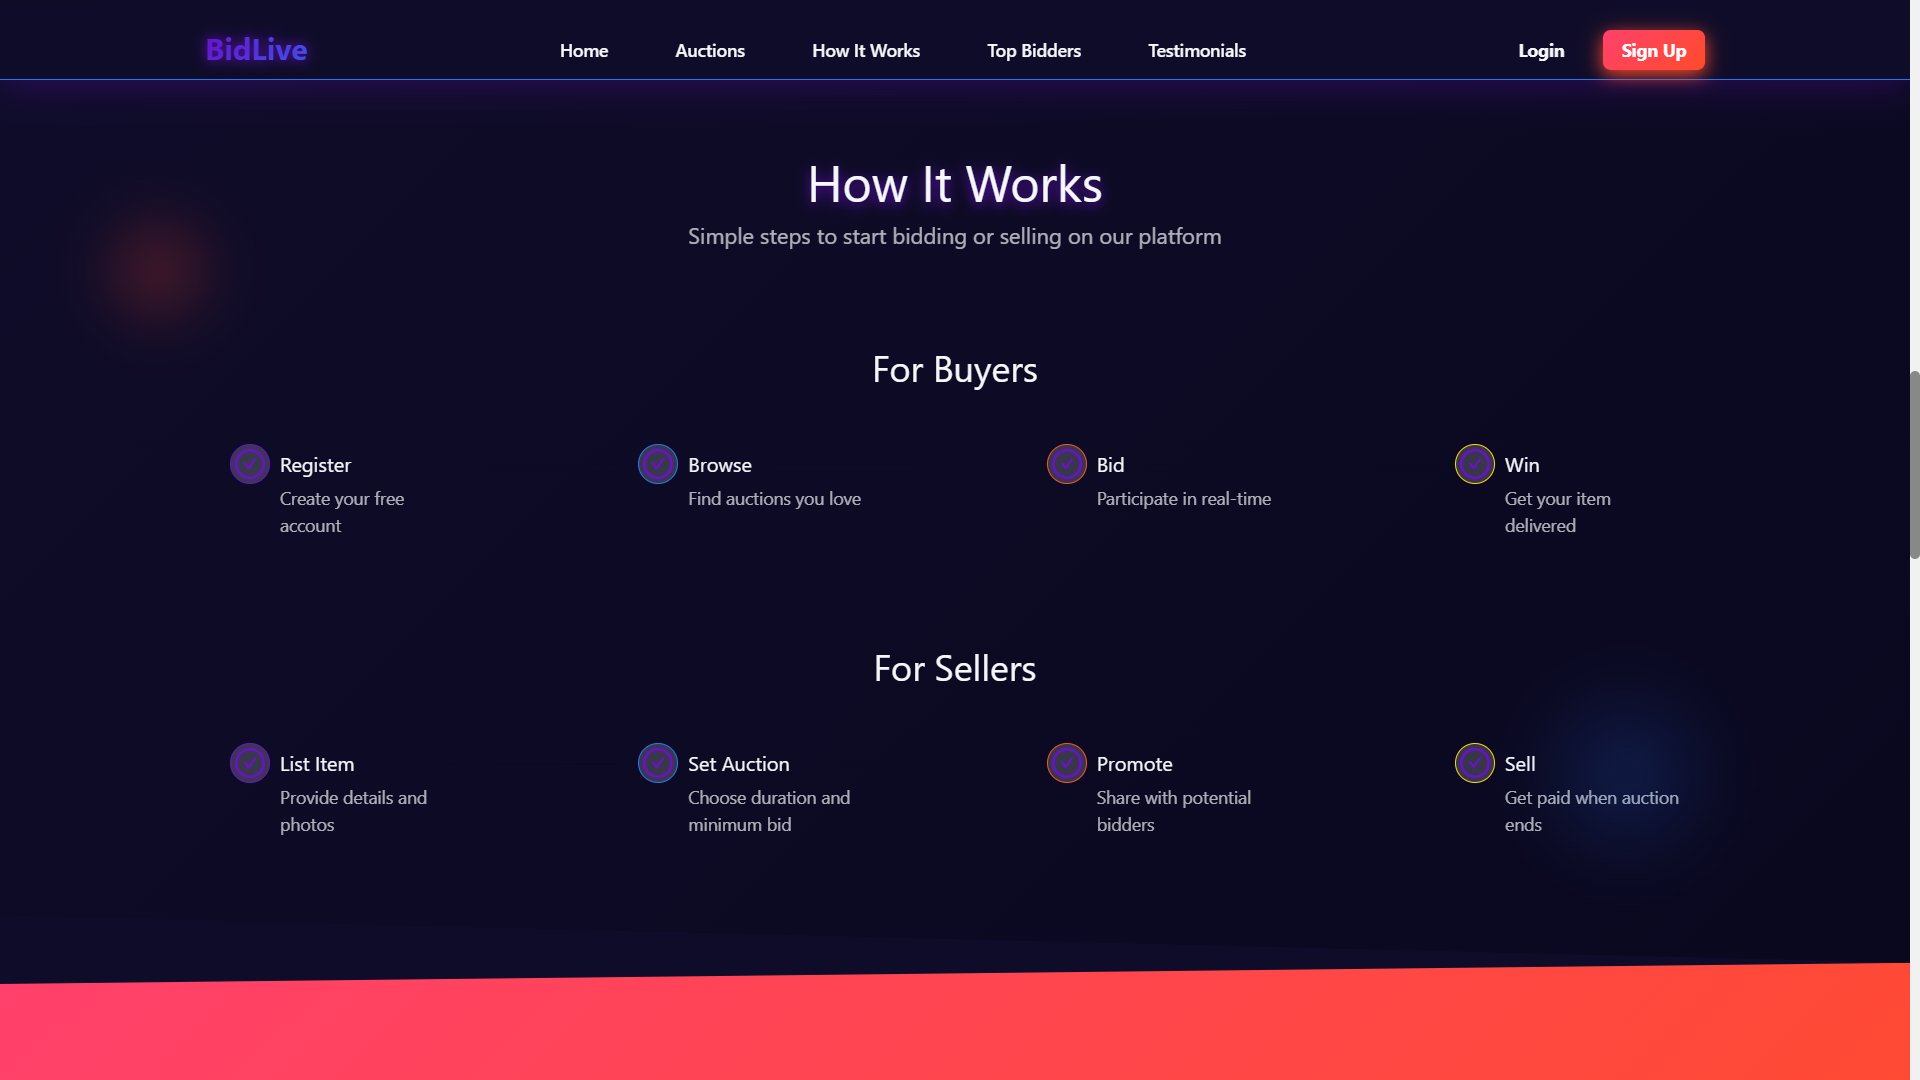 BidLive
Home
Auctions
How It Works
Top Bidders
Testimonials
Login
Sign Up
How It Works
Simple steps to start bidding or selling on our platform
For Buyers
Register
Create your free
account
Browse
Find auctions you love
Bid
Participate in real-time
Win
Get your item
delivered
For Sellers
List Item
Provide details and
photos
Set Auction
Choose duration and
minimum bid
Promote
Share with potential
bidders
Sell
Get paid when auction
ends